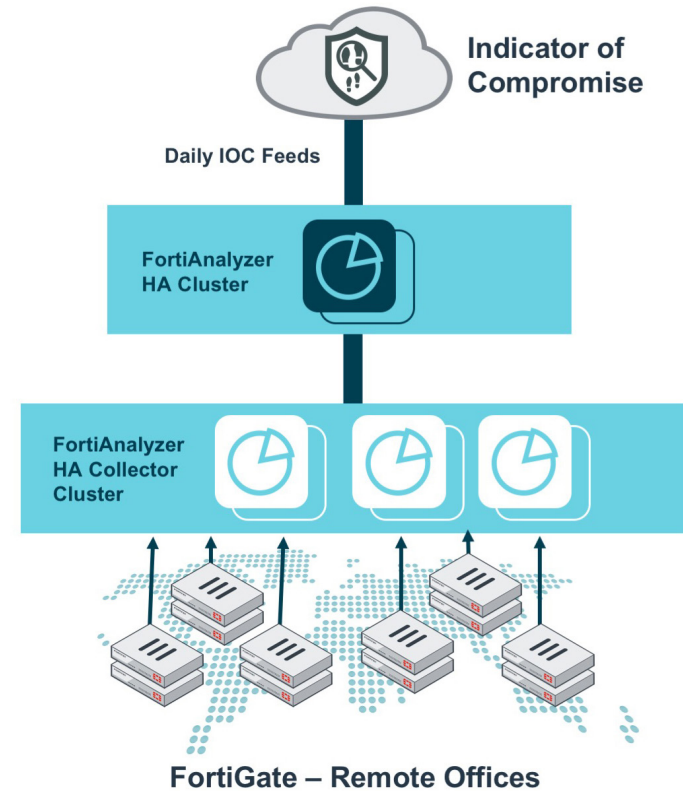 Indicator of
Compromise
Daily IOC Feeds
FortiAnalyzer
HA Cluster
FortiAnalyzer
HA Collector
Cluster
FortiGate – Remote Offices